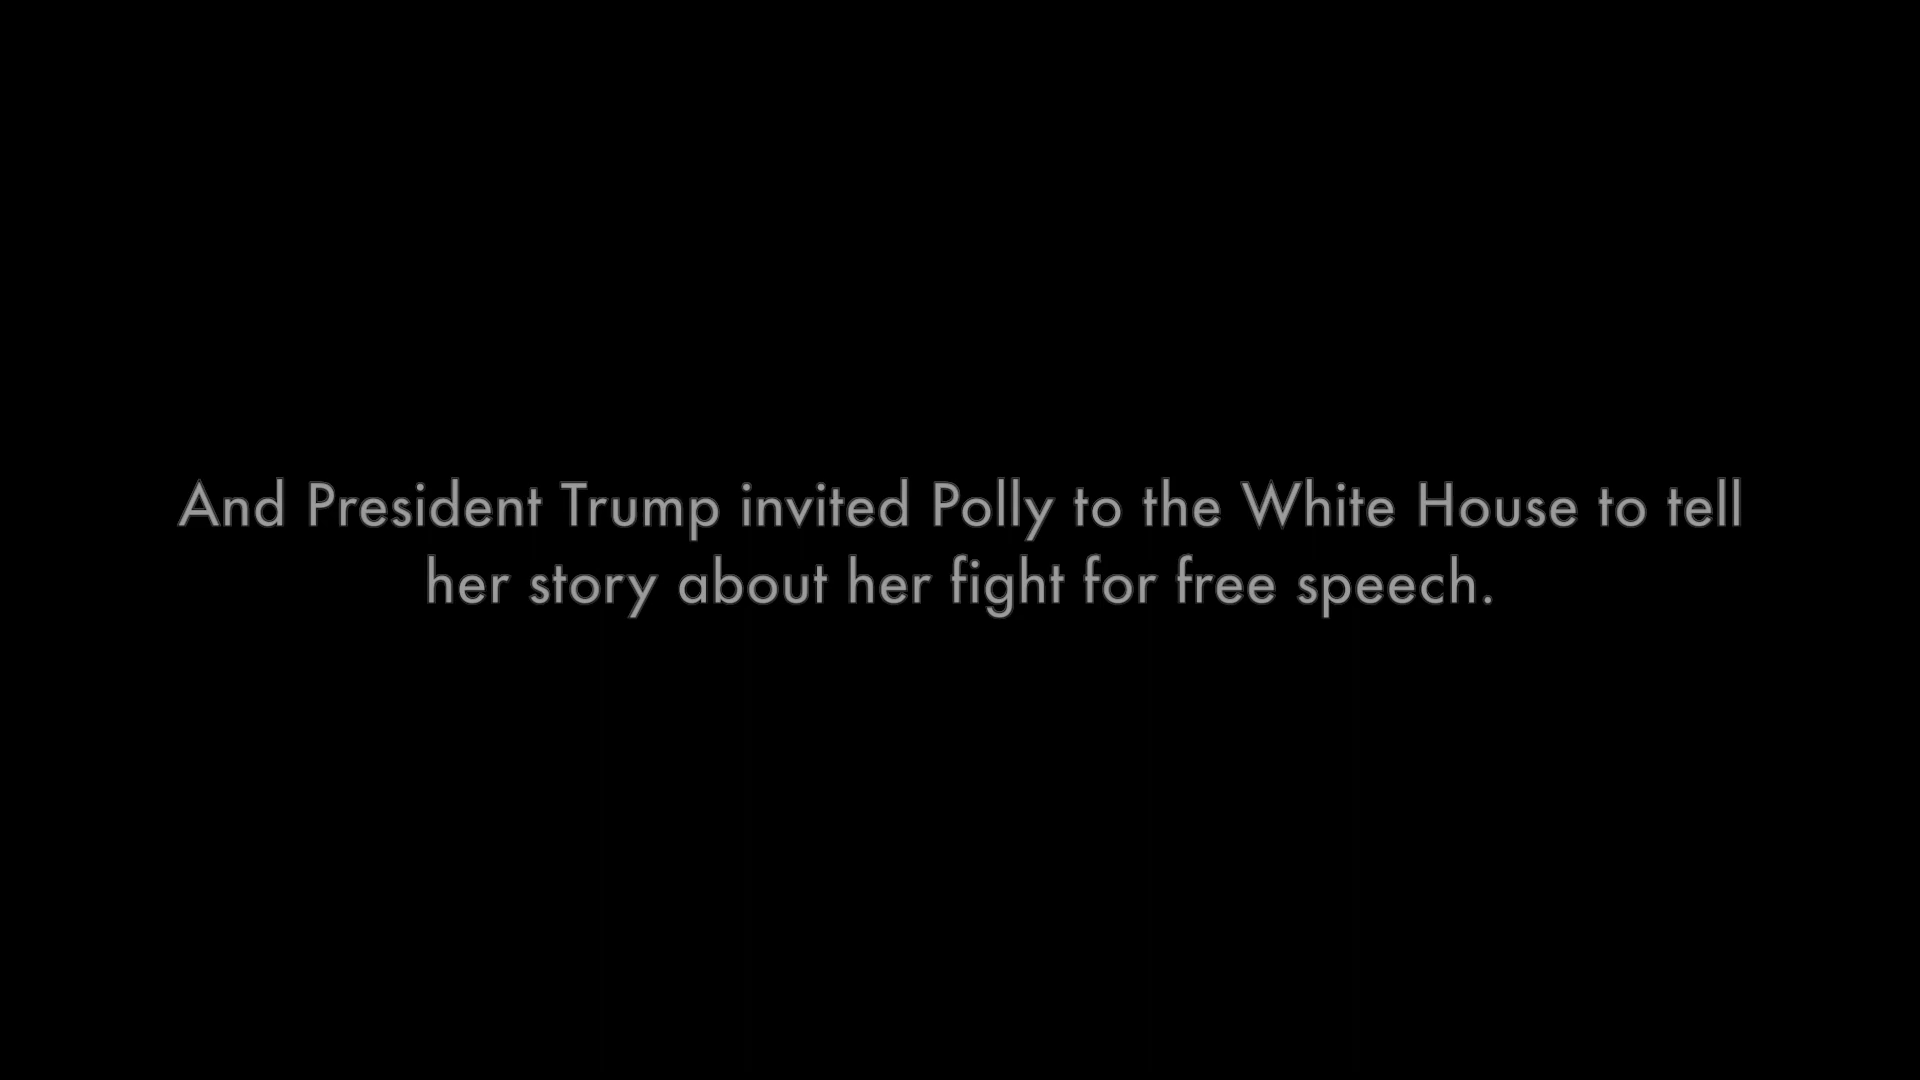 And President Trump invited Polly to the White House to tell
her story about her fight for free speech.